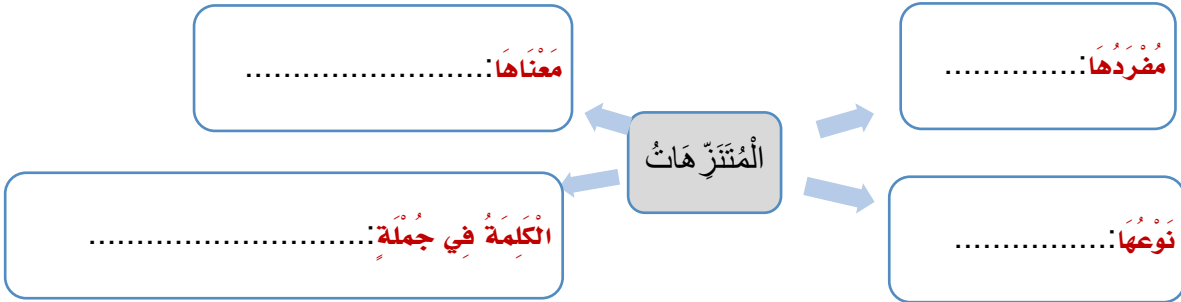 مُفْرَدُهَا:..............
مَعْنَاهَا:.........................
الْمُتَنَزِّهَاتُ
نَوْعُهَا:................
الْكَلِمَةُ فِي جُمْلَةٍ:.............................